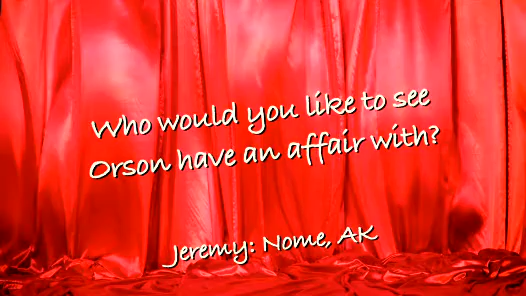 Who would you like to see
Orson have an affair with?
Jeremy: Nome, AK